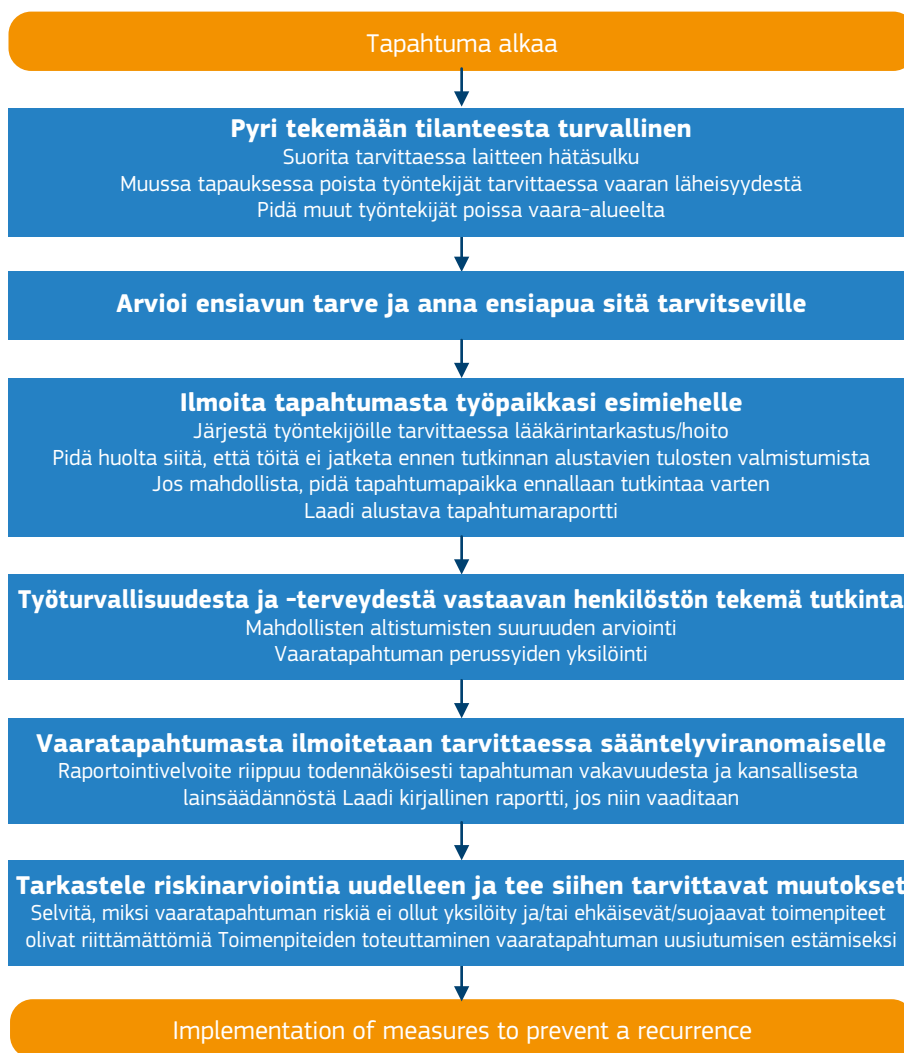 Tapahtuma alkaa
Pyri tekemään tilanteesta turvallinen
Suorita tarvittaessa laitteen hätäsulku
Muussa tapauksessa poista työntekijät tarvittaessa vaaran läheisyydestä
Pidä muut työntekijät poissa vaara-alueelta
Arvioi ensiavun tarve ja anna ensiapua sitä tarvitseville
Ilmoita tapahtumasta työpaikkasi esimiehelle
Järjestä työntekijöille tarvittaessa lääkärintarkastus/hoito
Pidä huolta siitä, että töitä ei jatketa ennen tutkinnan alustavien tulosten valmistumista
Jos mahdollista, pidä tapahtumapaikka ennallaan tutkintaa varten
Laadi alustava tapahtumaraportti
Työturvallisuudesta ja -terveydestä vastaavan henkilöstön tekemä tutkinta
Mahdollisten altistumisten suuruuden arviointi
Vaaratapahtuman perussyiden yksilöinti
Vaaratapahtumasta ilmoitetaan tarvittaessa sääntelyviranomaiselle
Raportointivelvoite riippuu todennäköisesti tapahtuman vakavuudesta ja kansallisesta
lainsäädännöstä Laadi kirjallinen raportti, jos niin vaaditaan
Tarkastele riskinarviointia uudelleen ja tee siihen tarvittavat muutokset
Selvitä, miksi vaaratapahtuman riskiä ei ollut yksilöity ja/tai ehkäisevät/suojaavat toimenpiteet
olivat riittämättömiä Toimenpiteiden toteuttaminen vaaratapahtuman uusiutumisen estämiseksi
Implementation of measures to prevent a recurrence